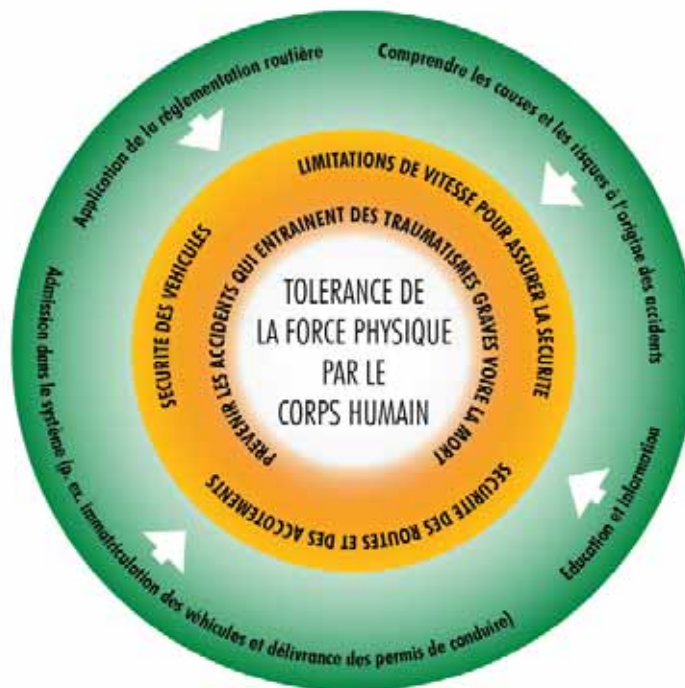 Application de la réglementation routière
Comprendre les causes et les risques à l'origine des accidents
Education et information
Admission dans le système (p. ex. immatriculation des véhicules et délivrance des permis de conduire)
LIMITATIONS DE VITESSE POUR ASSURER LA SECURITE
SECURITE DES VEHICULES
SECURITE DES ROUTES ET DES ACCOTEMENTS
PREVENIR LES ACCIDENTS QUI ENTRAINENT DES TRAUMATISMES GRAVES VOIRE LA MORT
TOLERANCE DE
LA FORCE PHYSIQUE
PAR LE
CORPS HUMAIN